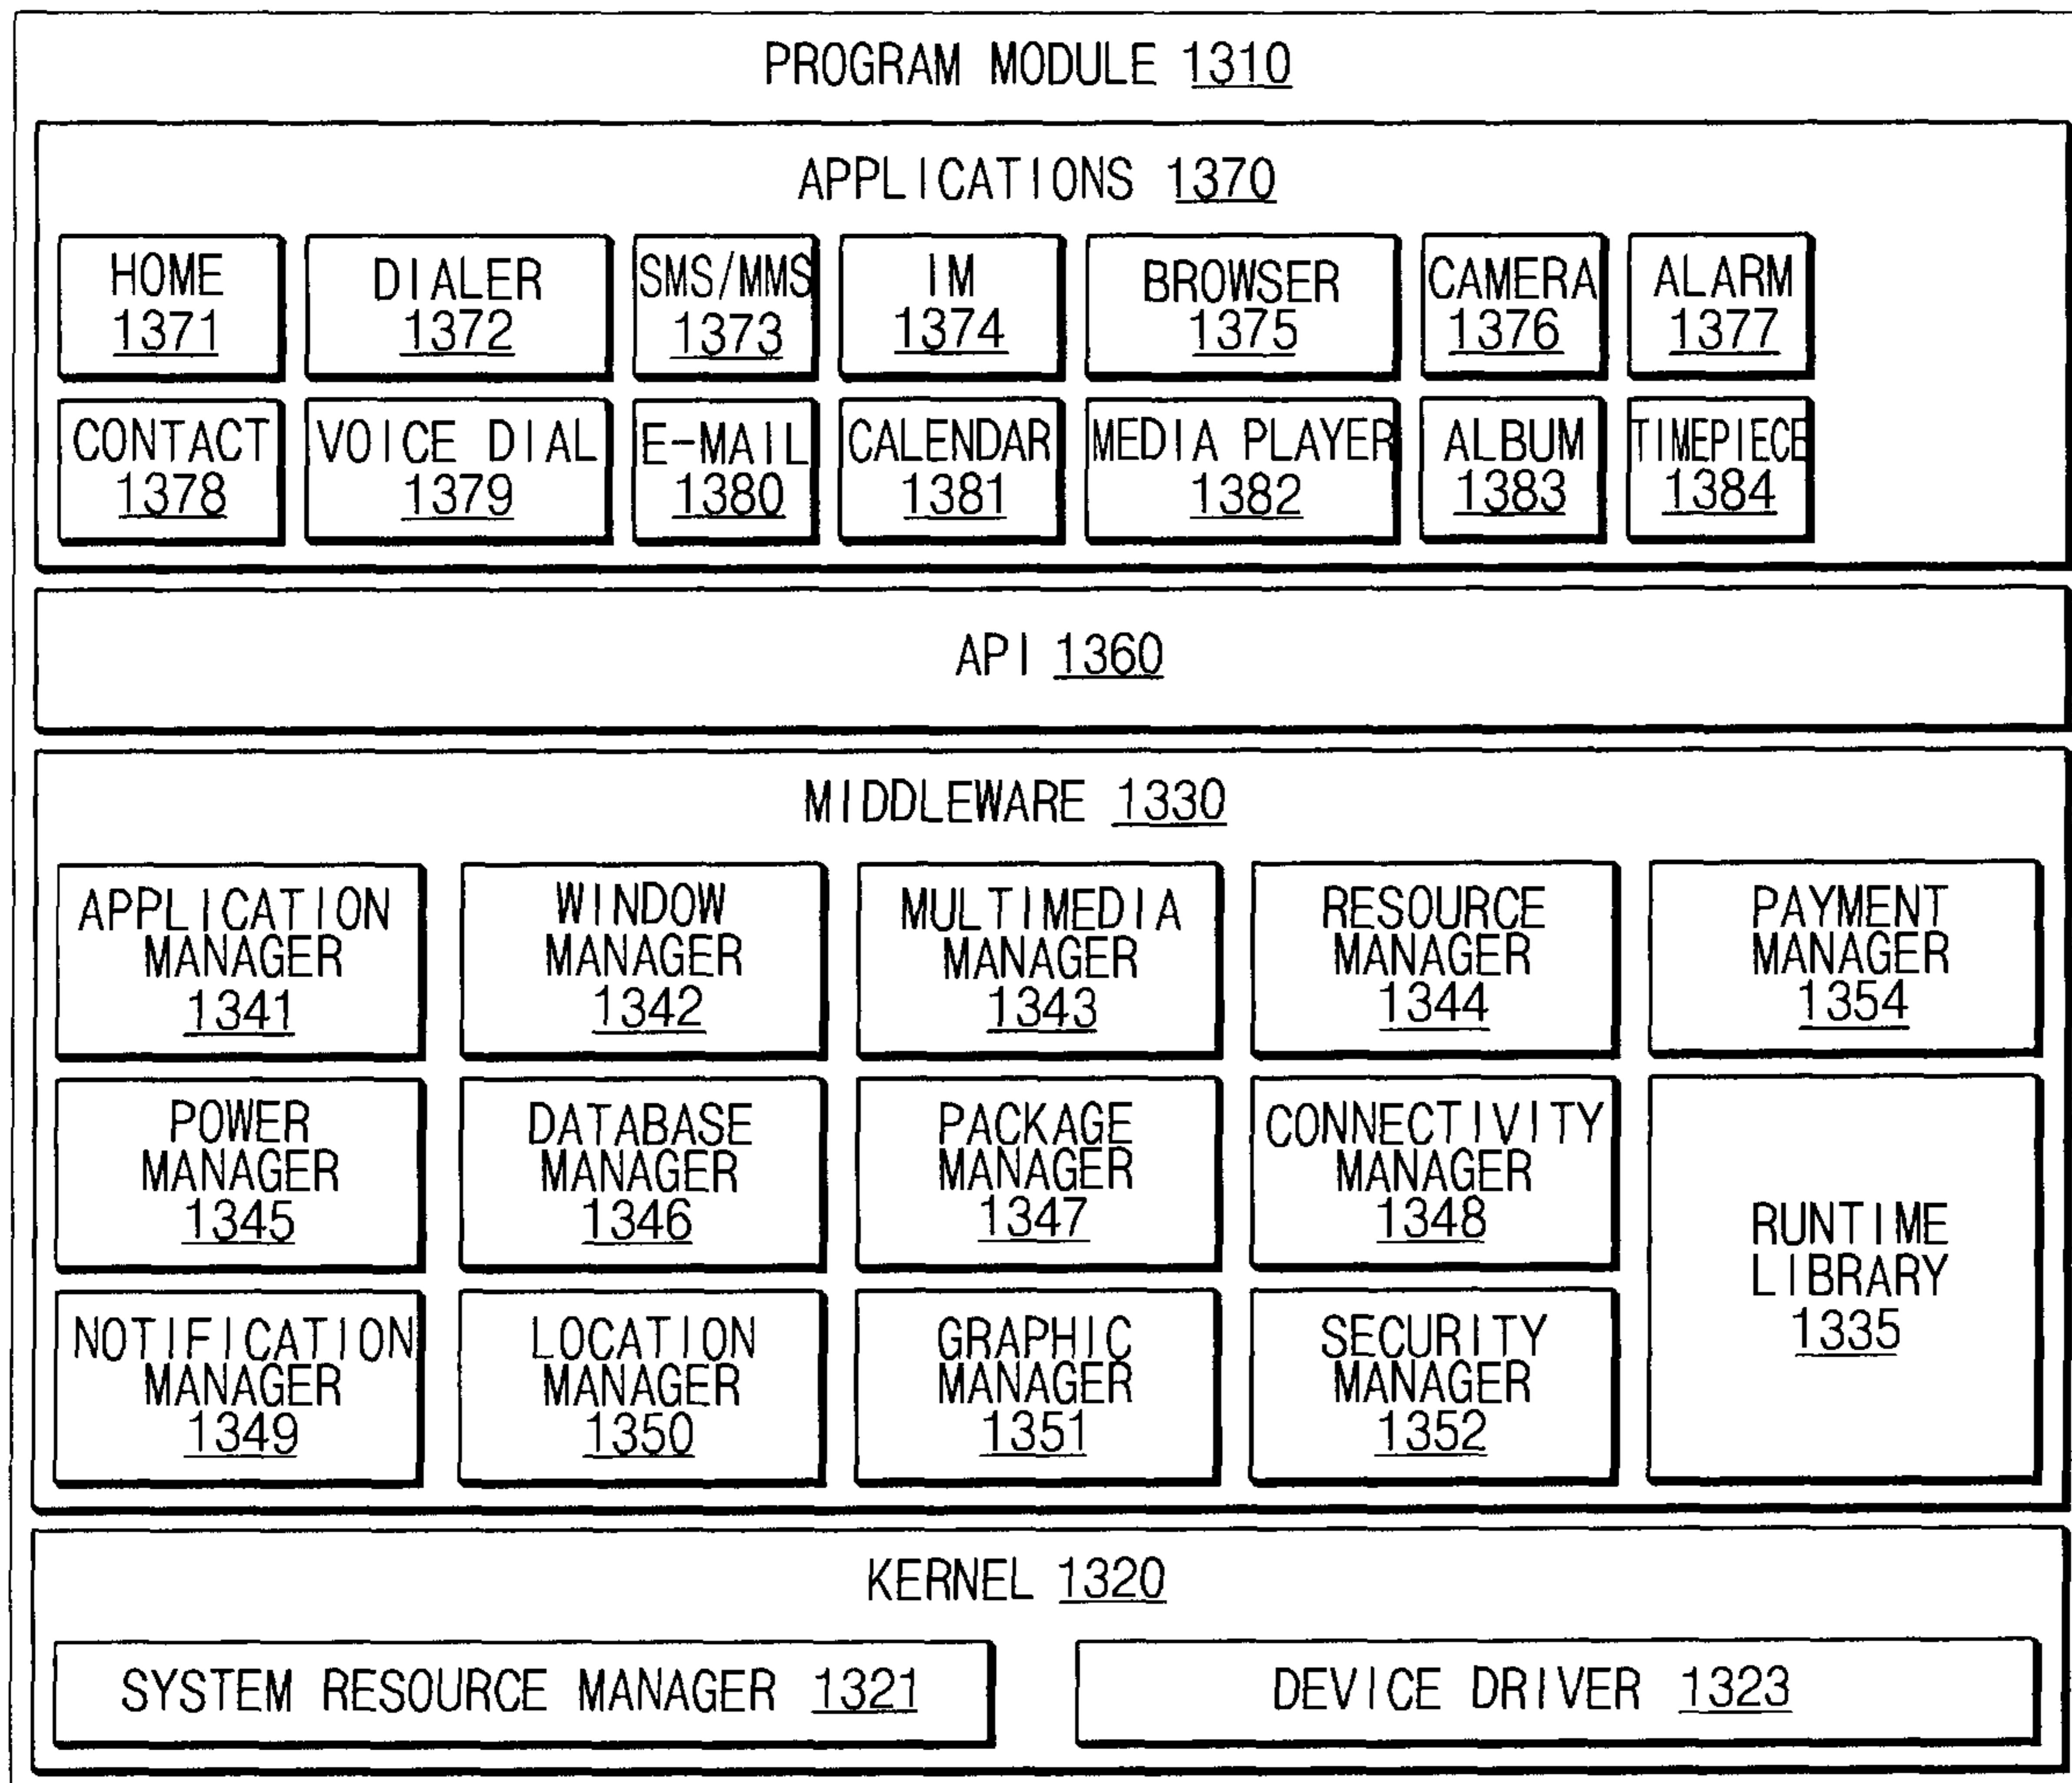 PROGRAM MODULE 1310
APPLICATIONS 1370
HOME
1371
DIALER
1372
SMS/MMS
1373
IM
1374
BROWSER
1375
CAMERA
1376
ALARM
1377
CONTACT
1378
VOICE DIAL
1379
E-MAIL
1380
CALENDAR
1381
MEDIA PLAYER
1382
ALBUM
1383
TIMEPIECE
1384
API 1360
MIDDLEWARE 1330
APPLICATION
MANAGER
1341
WINDOW
MANAGER
1342
MULTIMEDIA
MANAGER
1343
RESOURCE
MANAGER
1344
PAYMENT
MANAGER
1354
POWER
MANAGER
1345
DATABASE
MANAGER
1346
PACKAGE
MANAGER
1347
CONNECTIVITY
MANAGER
1348
RUNTIME
LIBRARY
1335
NOTIFICATION
MANAGER
1349
LOCATION
MANAGER
1350
GRAPHIC
MANAGER
1351
SECURITY
MANAGER
1352
KERNEL 1320
SYSTEM RESOURCE MANAGER 1321
DEVICE DRIVER 1323